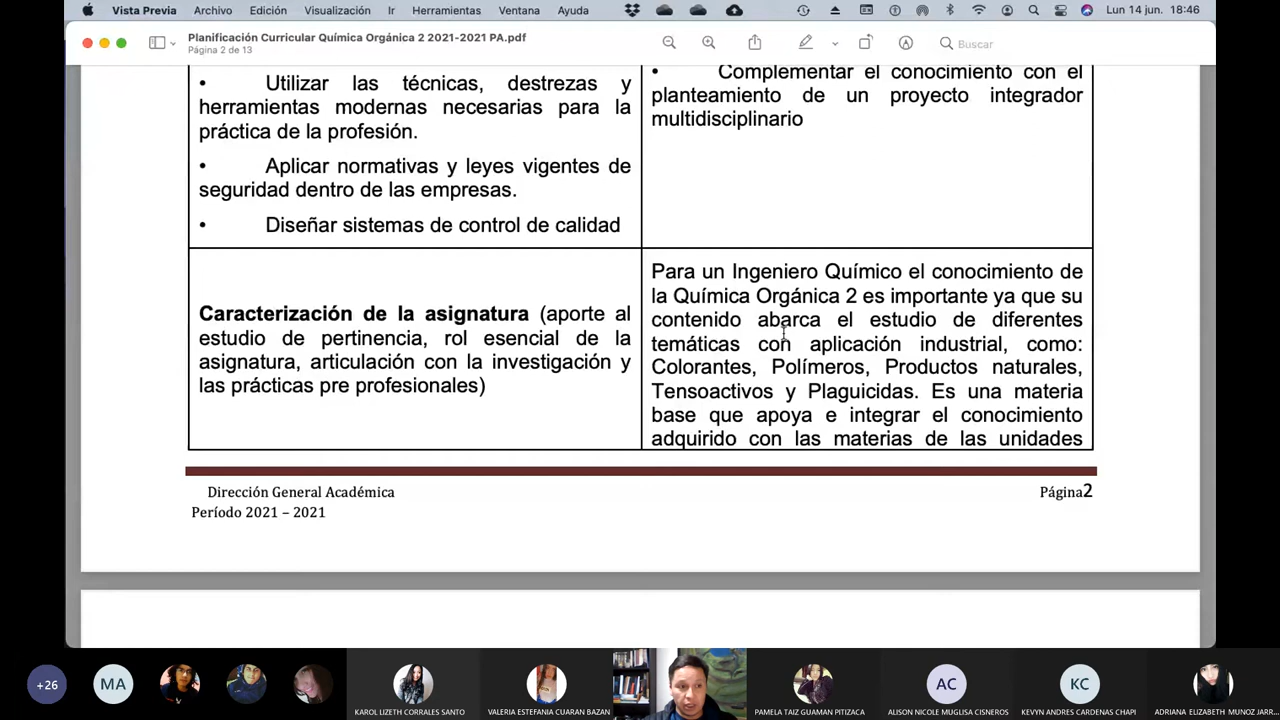 Vista Previa Archivo Edición Visualización Ir Herramientas Ventana Ayuda Lun 14 jun. 18:46
Planificación Curricular Química Orgánica 2 2021-2021 PA.pdf
Página 2 de 13
Buscar
• Utilizar las técnicas, destrezas y
herramientas modernas necesarias para la
práctica de la profesión.
• Aplicar normativas y leyes vigentes de
seguridad dentro de las empresas.
• Diseñar sistemas de control de calidad
• Complementar el conocimiento con el
planteamiento de un proyecto integrador
multidisciplinario
Caracterización de la asignatura (aporte al
estudio de pertinencia, rol esencial de la
asignatura, articulación con la investigación y
las prácticas pre profesionales)
Para un Ingeniero Químico el conocimiento de
la Química Orgánica 2 es importante ya que su
contenido abarca el estudio de diferentes
temáticas con aplicación industrial, como:
Colorantes, Polímeros, Productos naturales,
Tensoactivos y Plaguicidas. Es una materia
base que apoya e integrar el conocimiento
adquirido con las materias de las unidades
Dirección General Académica
Página2
Período 2021 – 2021
+26
MA
KAROL LIZETH CORRALES SANTO
VALERIA ESTEFANIA CUARAN BAZAN
PAMELA TAIZ GUAMAN PITIZACA
AC
ALISON NICOLE MUGLISA CISNEROS
KC
KEVYN ANDRES CARDENAS CHAPI
ADRIANA ELIZABETH MUNOZ JARR...